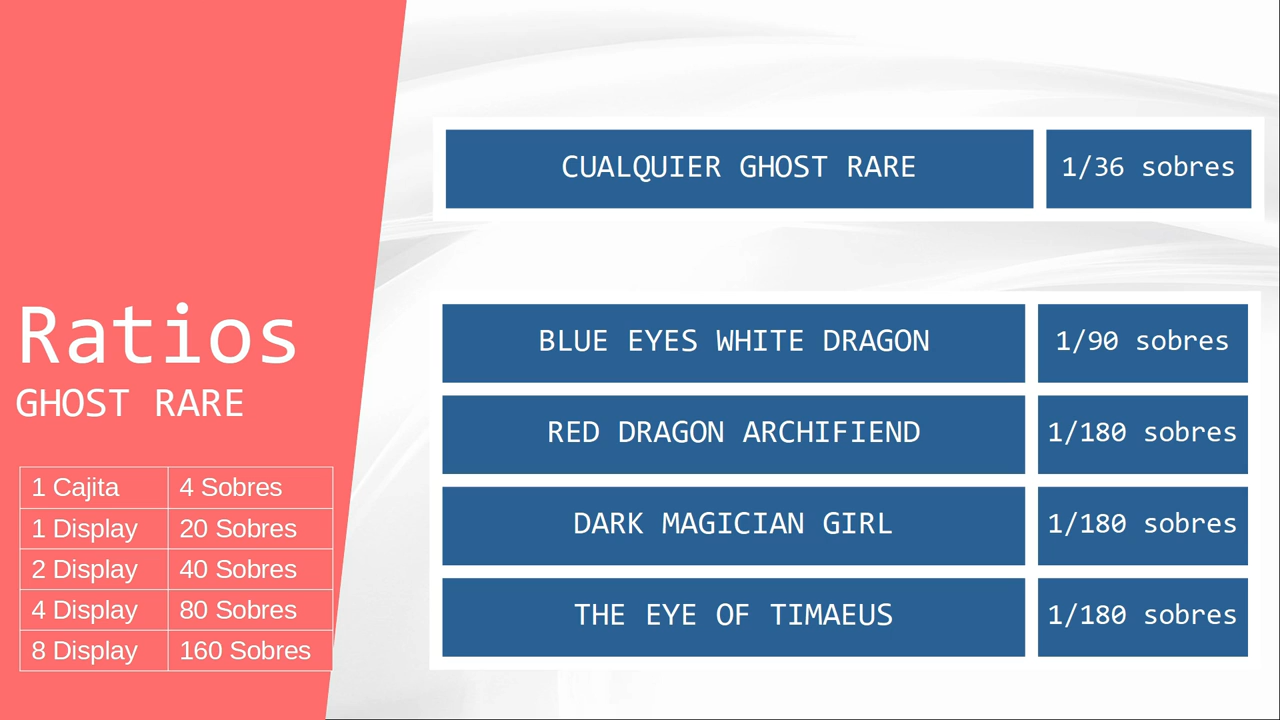 Ratios
GHOST RARE
1 Cajita 4 Sobres
1 Display 20 Sobres
2 Display 40 Sobres
4 Display 80 Sobres
8 Display 160 Sobres
CUALQUIER GHOST RARE 1/36 sobres
BLUE EYES WHITE DRAGON 1/90 sobres
RED DRAGON ARCHIFIEND 1/180 sobres
DARK MAGICIAN GIRL 1/180 sobres
THE EYE OF TIMAEUS 1/180 sobres